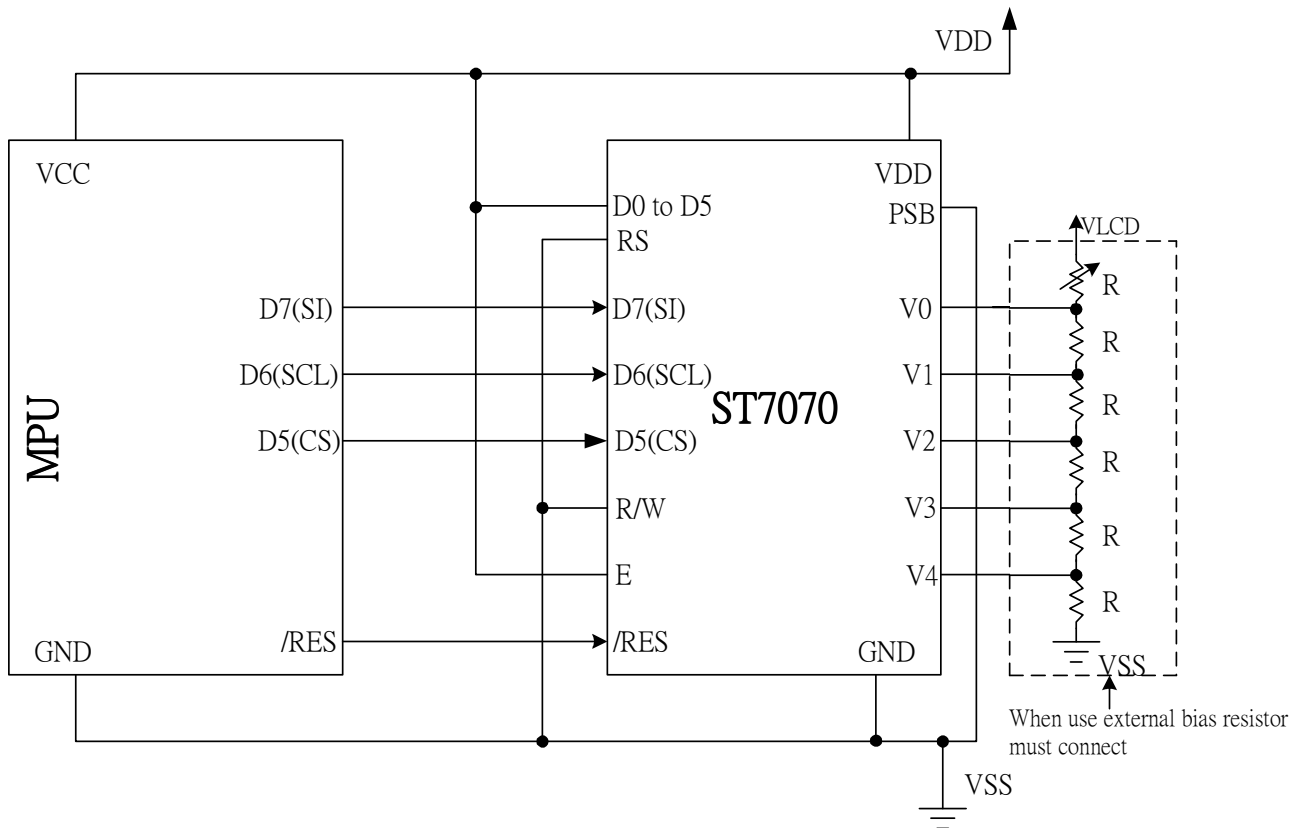 VDD
VCC
VDD
D0 to D5
PSB
RS
VLCD
R
D7(SI)
D7(SI)
V0
R
D6(SCL)
D6(SCL)
V1
ST7070
R
MPU
D5(CS)
D5(CS)
V2
R
R/W
V3
R
E
V4
R
GND
/RES
/RES
GND
VSS
When use external bias resistor
must connect
VSS